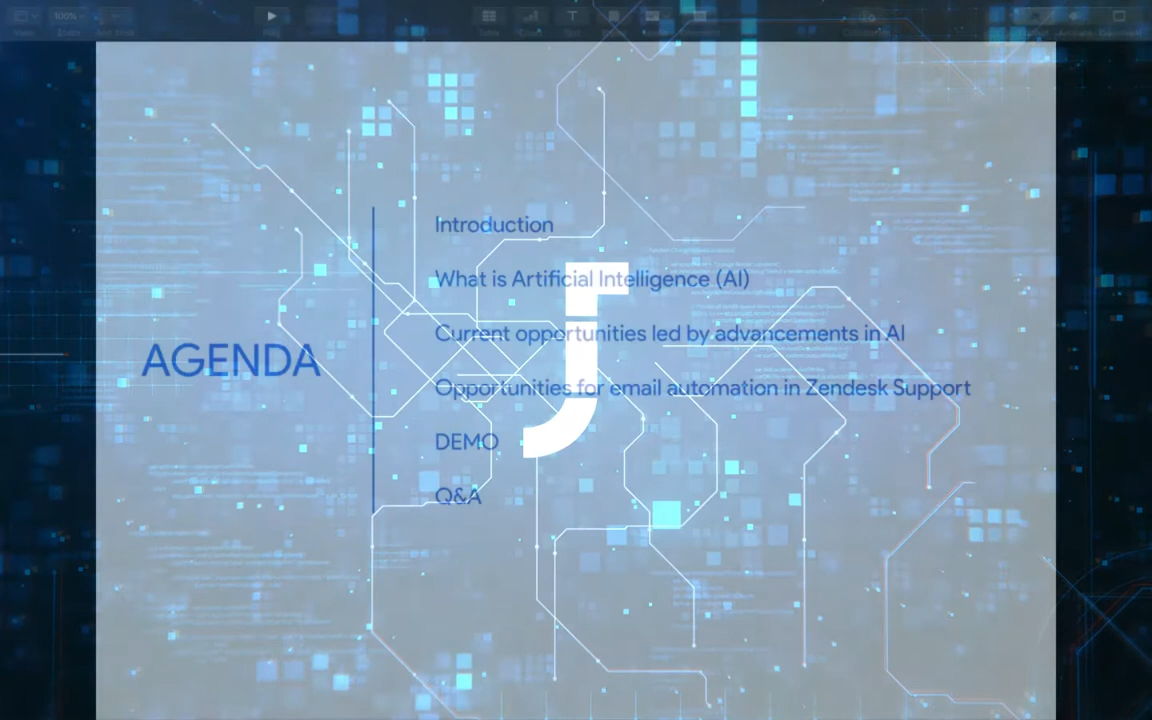 100%
AGENDA
Introduction
What is Artificial Intelligence (AI)
Current opportunities led by advancements in AI
Opportunities for email automation in Zendesk Support
DEMO
Q&A